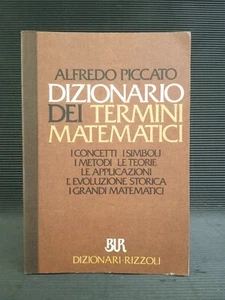 ALFREDO PICCATO
DIZIONARIO
DEI TERMINI
MATEMATICI
I CONCETTI I SIMBOLI
I METODI LE TEORIE
LE APPLICAZIONI
L'EVOLUZIONE STORICA
I GRANDI MATEMATICI
BUR
DIZIONARI-RIZZOLI